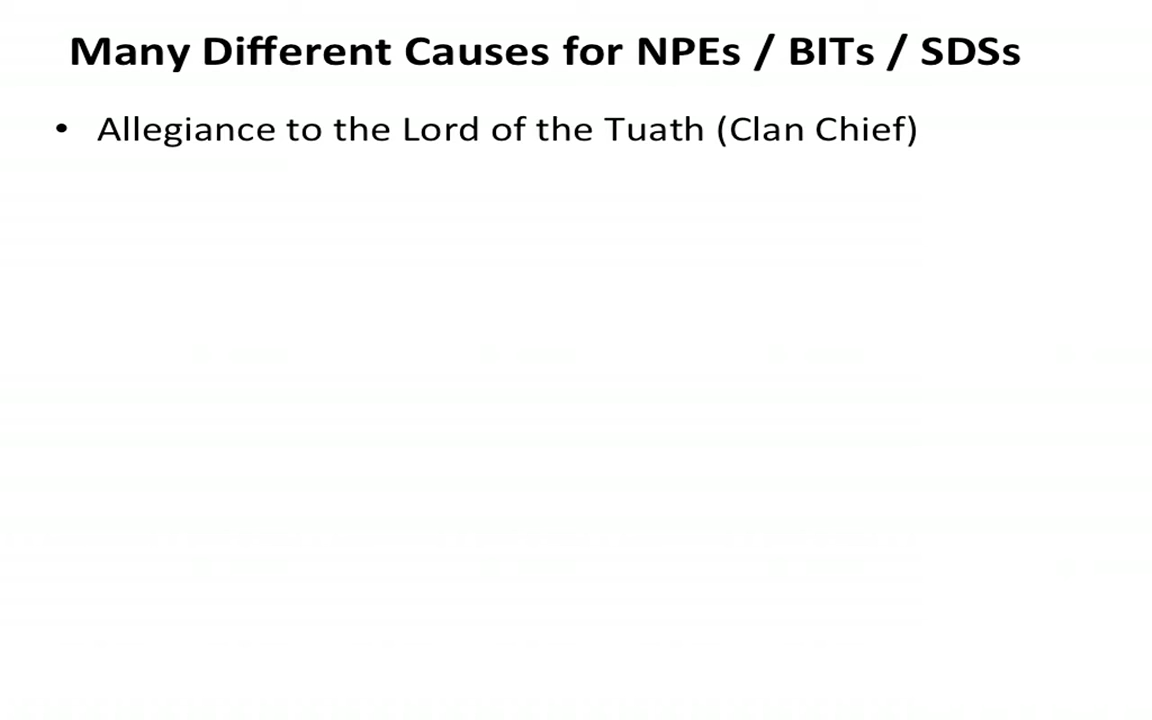 Many Different Causes for NPEs / BITs / SDSs
• Allegiance to the Lord of the Tuath (Clan Chief)